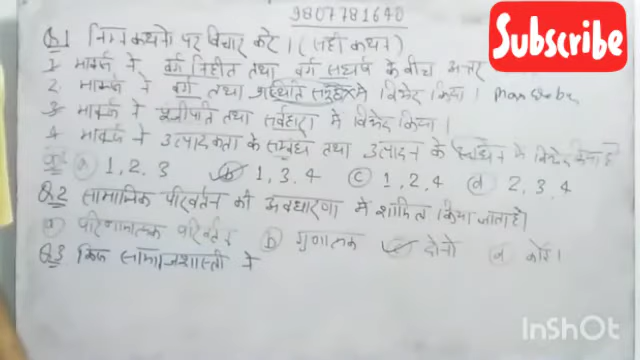 9807781640
Subscribe
Q.1 निम्न कथनो पर विचार करे। (सही कथन)
1. मार्क्स ने वर्ग निहीत तथा वर्ग संघर्ष के बीच अन्तर
2. मार्क्स ने वर्ग तथा में विभेद किया।
3. मार्क्स ने पूंजीपति तथा सर्वहारा में विभेद किया।
4. मार्क्स ने उत्पादकता के सम्बंध तथा उत्पादन के में विभेद किया है
a 1, 2, 3 b 1, 3, 4 c 1, 2, 4 d 2, 3, 4
Q.2 सामाजिक परिवर्तन की अवधारणा में शामिल किया जाता है।
a परिणात्मक परिवर्तन b गुणात्मक दोनो d कोई।
Q.3 किस समाजशास्त्री ने
InShOt